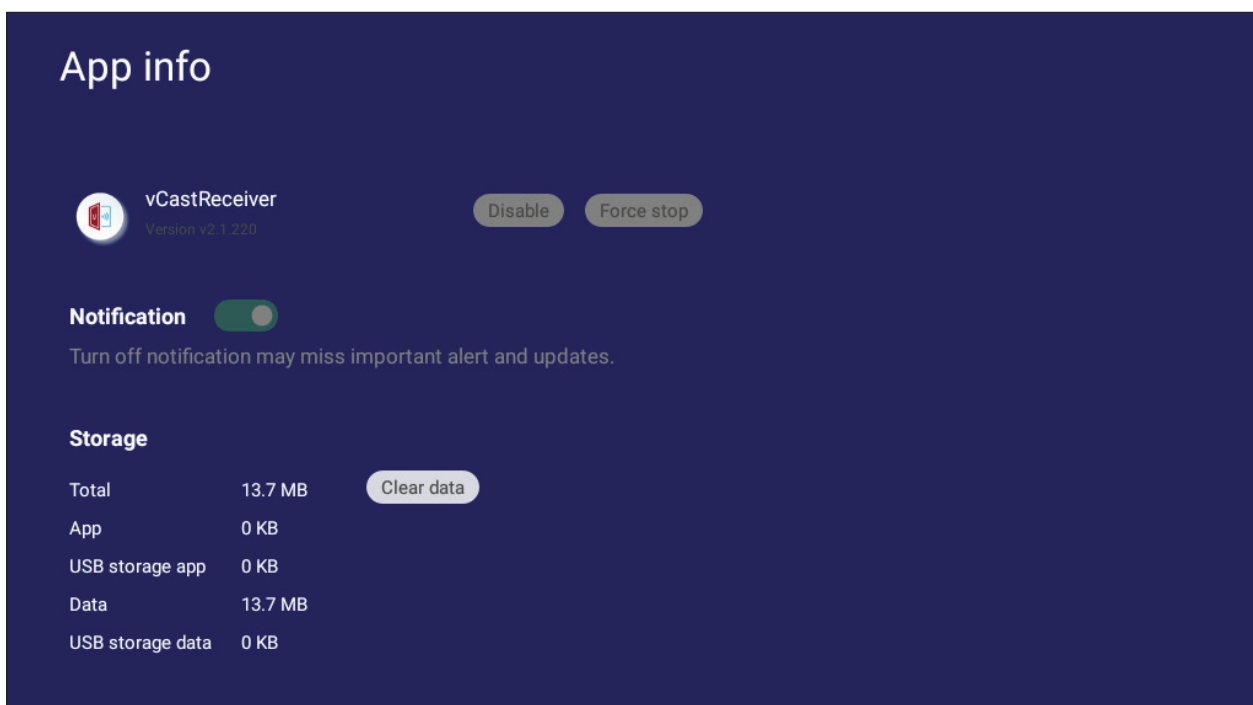 App info
vCastReceiver
Version v2.1.220
Disable
Force stop
Notification
Turn off notification may miss important alert and updates.
Storage
Total 13.7 MB Clear data
App 0 KB
USB storage app 0 KB
Data 13.7 MB
USB storage data 0 KB